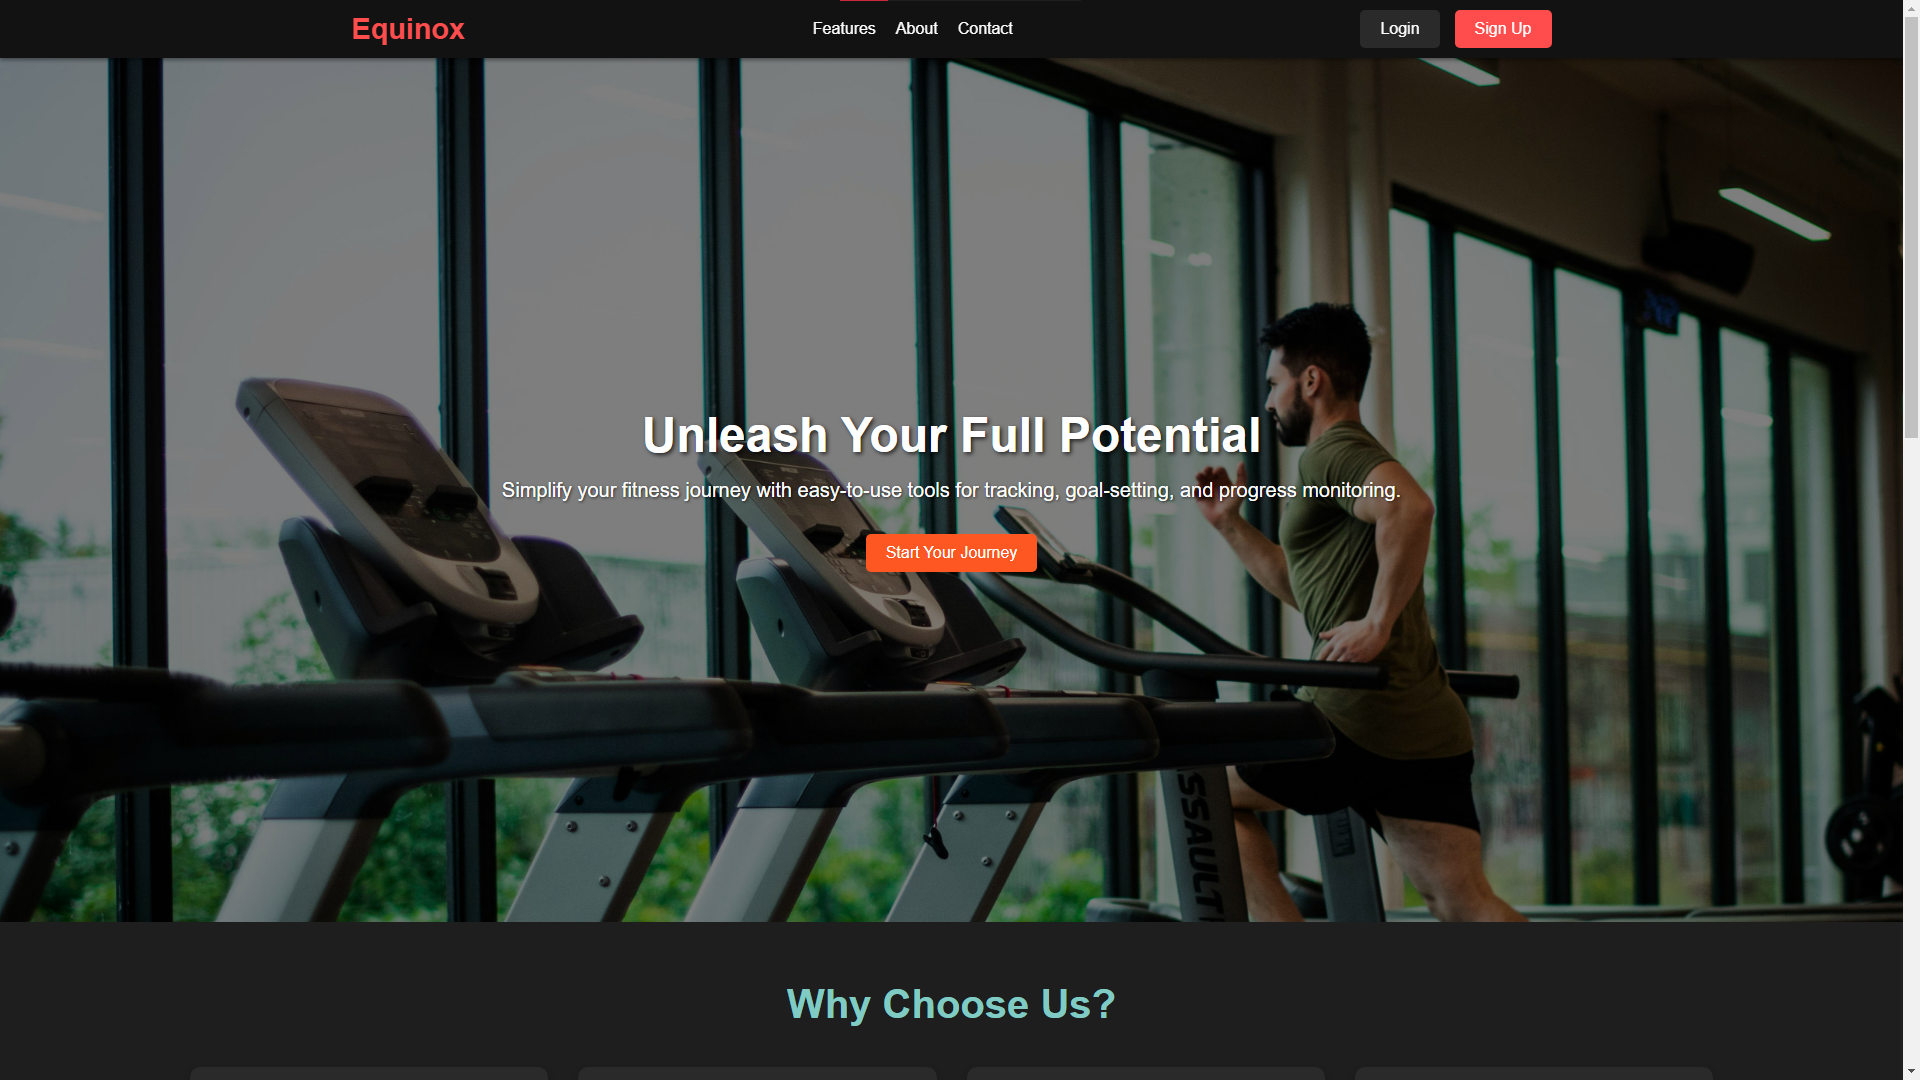 Equinox
Features About Contact
Login
Sign Up
Unleash Your Full Potential
Simplify your fitness journey with easy-to-use tools for tracking, goal-setting, and progress monitoring.
Start Your Journey
Why Choose Us?